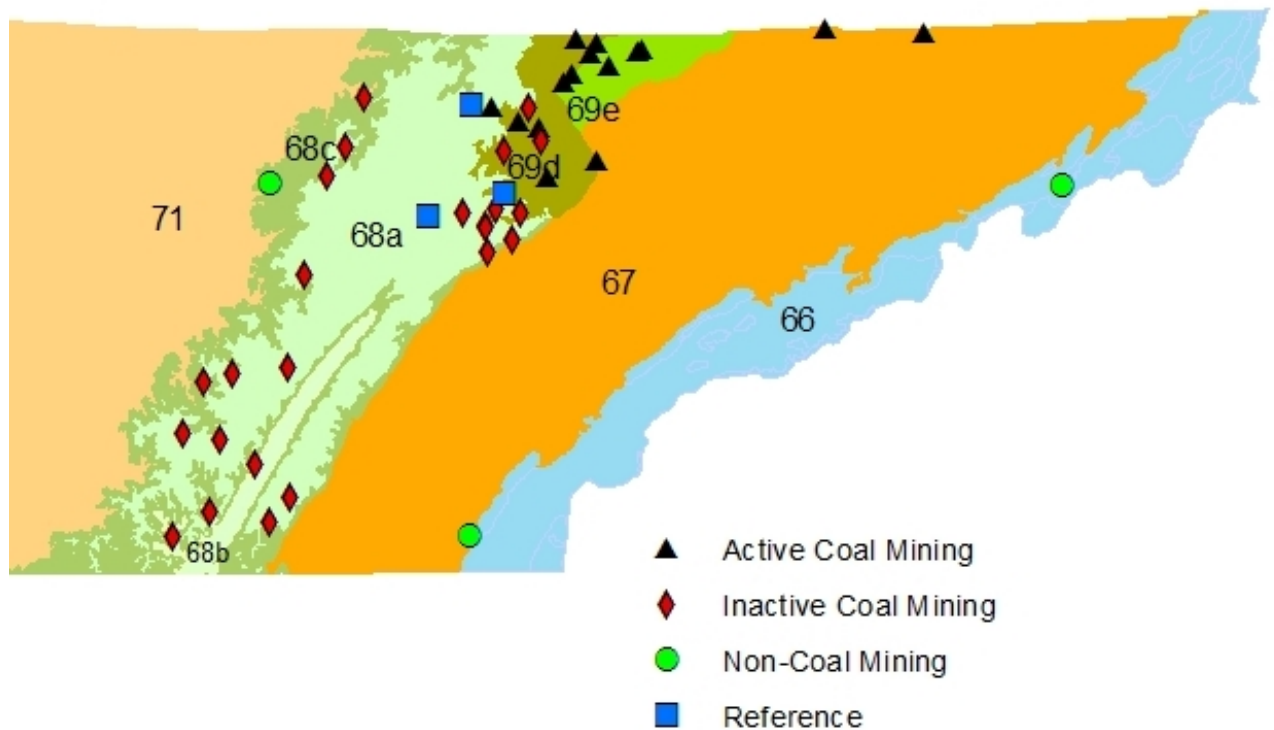 69e
68c
69d
71
68a
67
66
68b
Active Coal Mining
Inactive Coal Mining
Non-Coal Mining
Reference